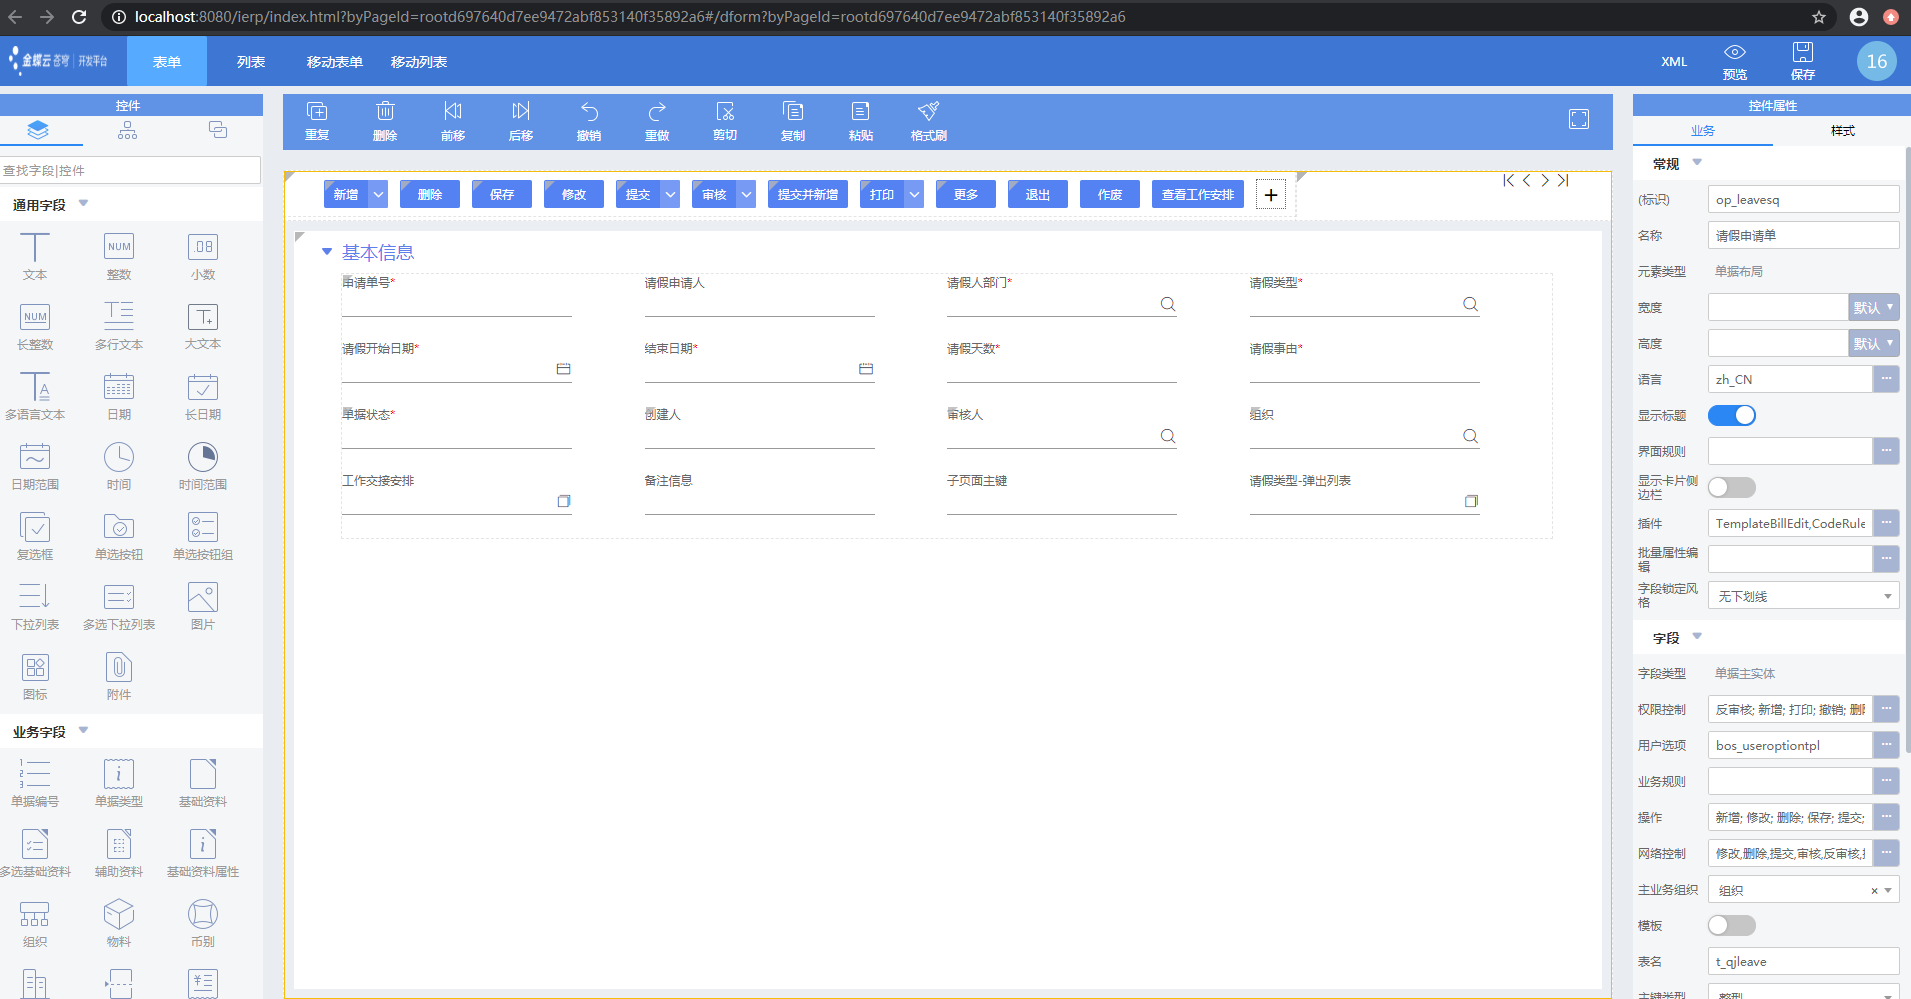 localhost:8080/ierp/index.html?byPageId=rootd697640d7ee9472abf853140f35892a6#/dform?byPageId=rootd697640d7ee9472abf853140f35892a6
金蝶云 苍穹 | 开发平台 表单 列表 移动表单 移动列表 XML 预览 保存 16
控件
查找字段|控件
通用字段
文本 整数 小数
NUM .08
长整数 多行文本 大文本
NUM
多语言文本 日期 长日期
日期范围 时间 时间范围
复选框 单选按钮 单选按钮组
下拉列表 多选下拉列表 图片
图标 附件
业务字段
单据编号 单据类型 基础资料
多选基础资料 辅助资料 基础资料属性
组织 物料 币别
重复 删除 前移 后移 撤销 重做 剪切 复制 粘贴 格式刷
新增 删除 保存 修改 提交 审核 提交并新增 打印 更多 退出 作废 查看工作安排 +
基本信息
申请单号* 请假申请人 请假人部门* 请假类型*
请假开始日期* 结束日期* 请假天数* 请假事由*
单据状态* 创建人 审核人 组织
工作交接安排 备注信息 子页面主键 请假类型-弹出列表
控件属性
业务 样式
常规
(标识) op_leavesq
名称 请假申请单
元素类型 单据布局
宽度 默认
高度 默认
语言 zh_CN
显示标题
界面规则
显示卡片侧
边栏
插件 TemplateBillEdit,CodeRule
批量属性编
辑
字段锁定风
格 无下划线
字段
字段类型 单据主实体
权限控制 反审核; 新增; 打印; 撤销; 删
用户选项 bos_useroptiontpl
业务规则
操作 新增; 修改; 删除; 保存; 提交;
网络控制 修改,删除,提交,审核,反审核,
主业务组织 组织 ×
模板
表名 t_qjleave
主键类型 整型